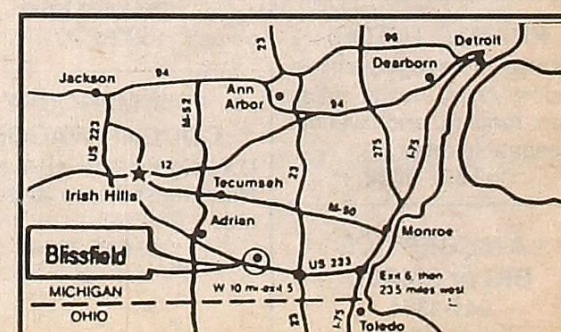 23
96
Detroit
Dearborn
Jackson
94
Ann
Arbor
94
M-52
US 223
12
275
I-75
23
Irish Hills
Tecumseh
M-50
Adrian
Monroe
Blissfield
US 223
W 10 mi-exit 5
Exit 6, then
23.5 miles west
MICHIGAN
OHIO
23
I-75
Toledo